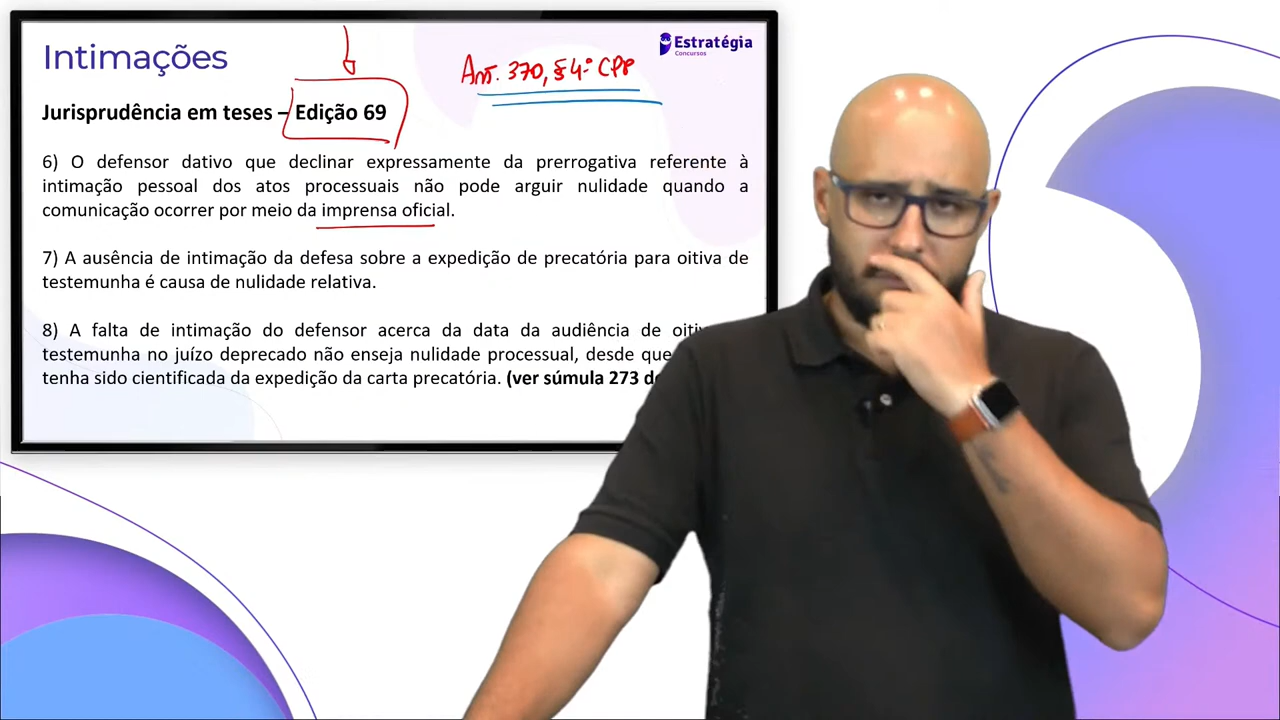 Intimações
Estratégia
Concursos
Art. 370, § 4º CPP
Jurisprudência em teses – Edição 69
6) O defensor dativo que declinar expressamente da prerrogativa referente à
intimação pessoal dos atos processuais não pode arguir nulidade quando a
comunicação ocorrer por meio da imprensa oficial.
7) A ausência de intimação da defesa sobre a expedição de precatória para oitiva de
testemunha é causa de nulidade relativa.
8) A falta de intimação do defensor acerca da data da audiência de
testemunha no juízo deprecado não enseja nulidade processual, desde que
tenha sido cientificada da expedição da carta precatória. (ver súmula 273